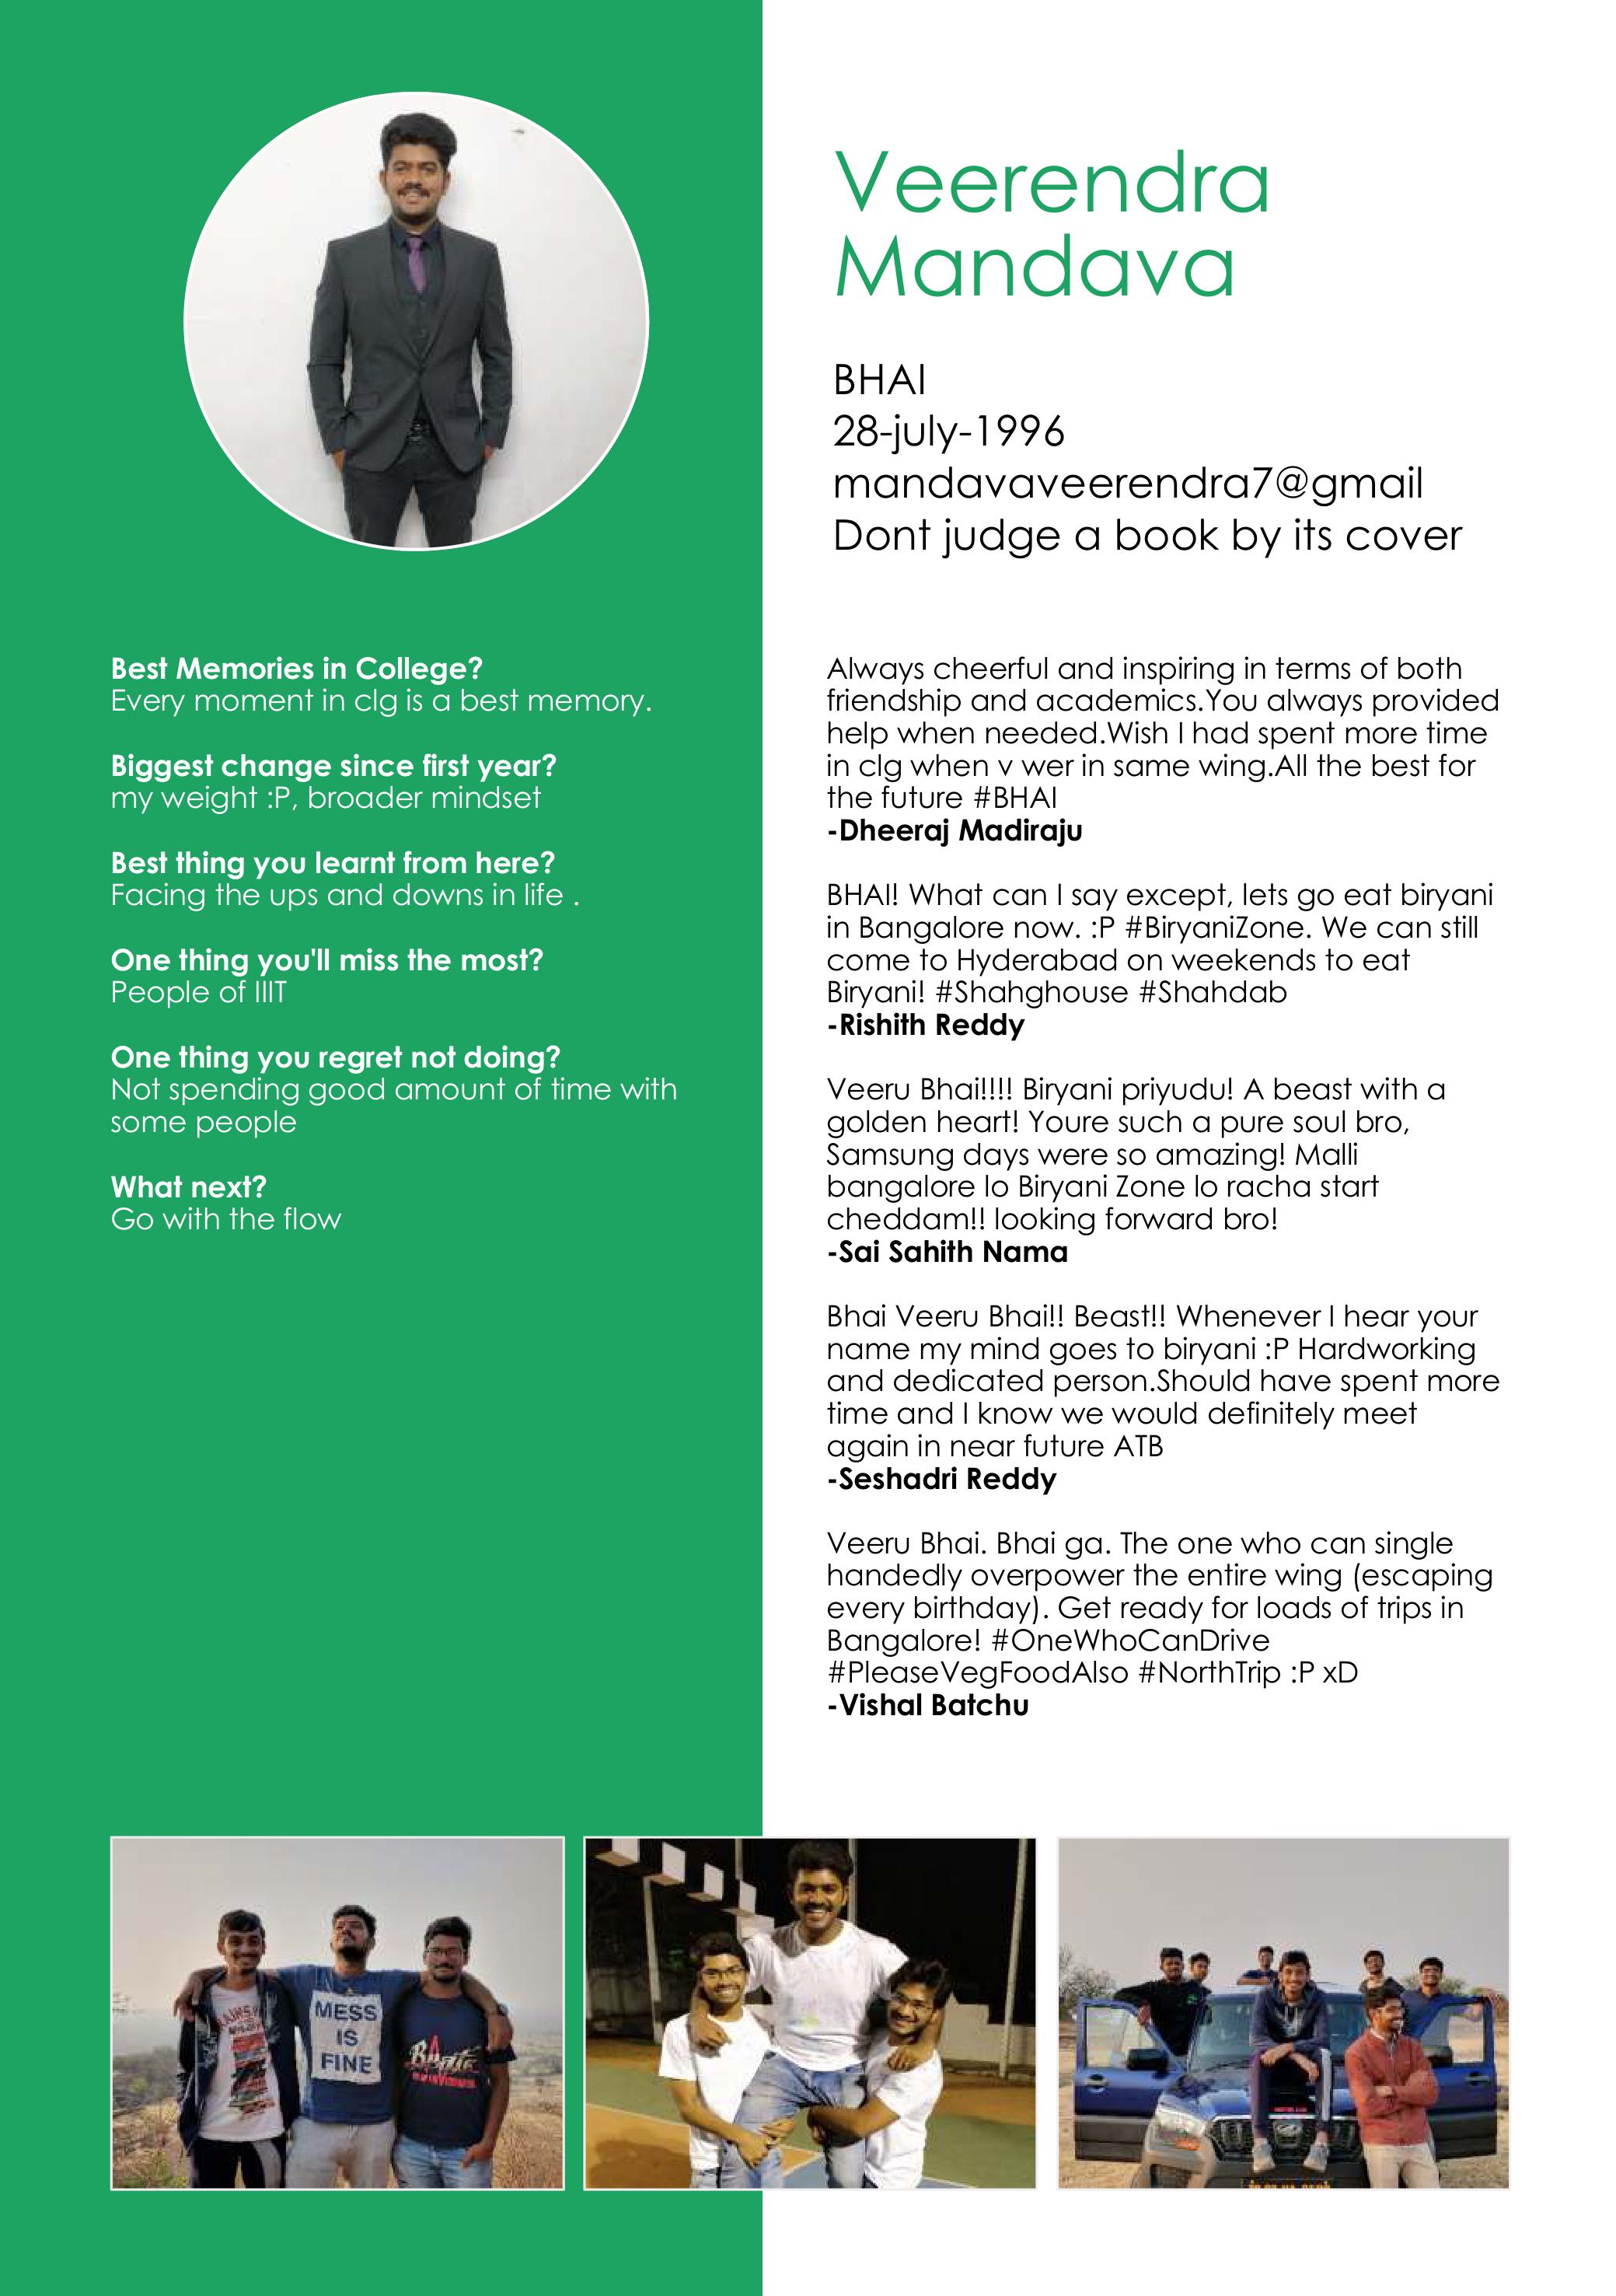 Veerendra
Mandava
BHAI
28-july-1996
mandavaveerendra7@gmail
Dont judge a book by its cover
Best Memories in College?
Every moment in clg is a best memory.
Biggest change since first year?
my weight :P, broader mindset
Best thing you learnt from here?
Facing the ups and downs in life .
One thing you'll miss the most?
People of IIIT
One thing you regret not doing?
Not spending good amount of time with
some people
What next?
Go with the flow
Always cheerful and inspiring in terms of both
friendship and academics.You always provided
help when needed.Wish I had spent more time
in clg when v wer in same wing.All the best for
the future #BHAI
-Dheeraj Madiraju
BHAI! What can I say except, lets go eat biryani
in Bangalore now. :P #BiryaniZone. We can still
come to Hyderabad on weekends to eat
Biryani! #Shahghouse #Shahdab
-Rishith Reddy
Veeru Bhai!!!! Biryani priyudu! A beast with a
golden heart! Youre such a pure soul bro,
Samsung days were so amazing! Malli
bangalore lo Biryani Zone lo racha start
cheddam!! looking forward bro!
-Sai Sahith Nama
Bhai Veeru Bhai!! Beast!! Whenever I hear your
name my mind goes to biryani :P Hardworking
and dedicated person.Should have spent more
time and I know we would definitely meet
again in near future ATB
-Seshadri Reddy
Veeru Bhai. Bhai ga. The one who can single
handedly overpower the entire wing (escaping
every birthday). Get ready for loads of trips in
Bangalore! #OneWhoCanDrive
#PleaseVegFoodAlso #NorthTrip :P xD
-Vishal Batchu
MESS
IS
FINE